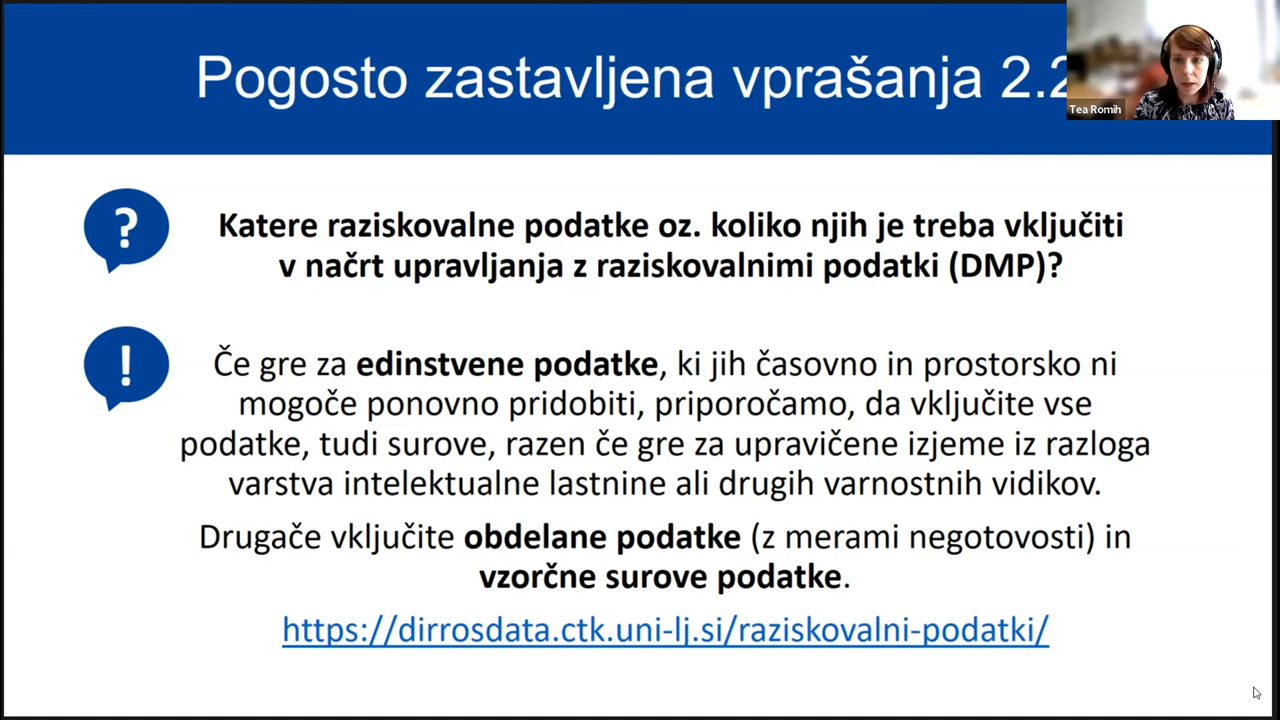 Pogosto zastavljena vprašanja 2.2
Tea Romih
?
Katere raziskovalne podatke oz. koliko njih je treba vključiti
v načrt upravljanja z raziskovalnimi podatki (DMP)?
!
Če gre za edinstvene podatke, ki jih časovno in prostorsko ni
mogoče ponovno pridobiti, priporočamo, da vključite vse
podatke, tudi surove, razen če gre za upravičene izjeme iz razloga
varstva intelektualne lastnine ali drugih varnostnih vidikov.
Drugače vključite obdelane podatke (z merami negotovosti) in
vzorčne surove podatke.
https://dirrosdata.ctk.uni-lj.si/raziskovalni-podatki/